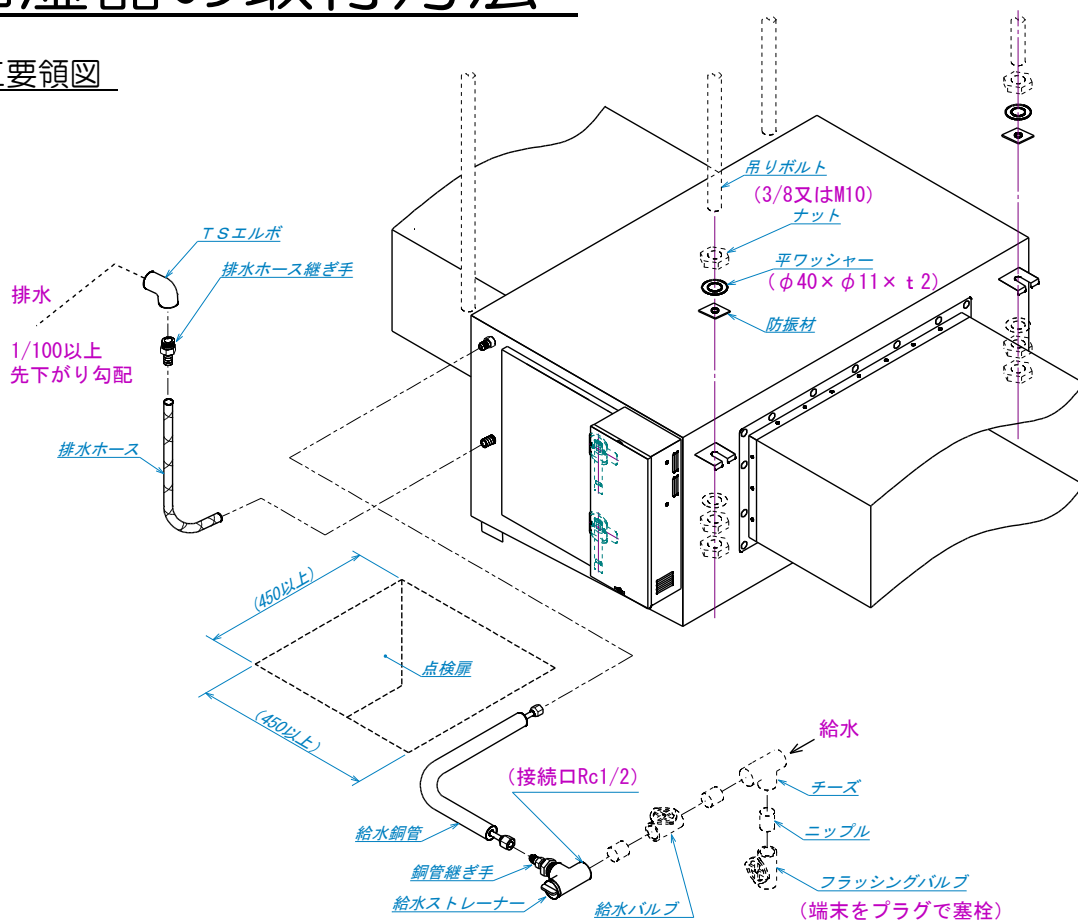 の取付方法
要領図
吊りボルト
(3/8又はM10)
ナット
平ワッシャー
(φ40×φ11×t2)
防振材
TSエルボ
排水ホース継ぎ手
排水
1/100以上
先下がり勾配
排水ホース
(450以上)
点検扉
(450以上)
給水
(接続口Rc1/2)
チーズ
給水銅管
ニップル
銅管継ぎ手
給水ストレーナー
給水バルブ
フラッシングバルブ
(端末をプラグで塞栓)